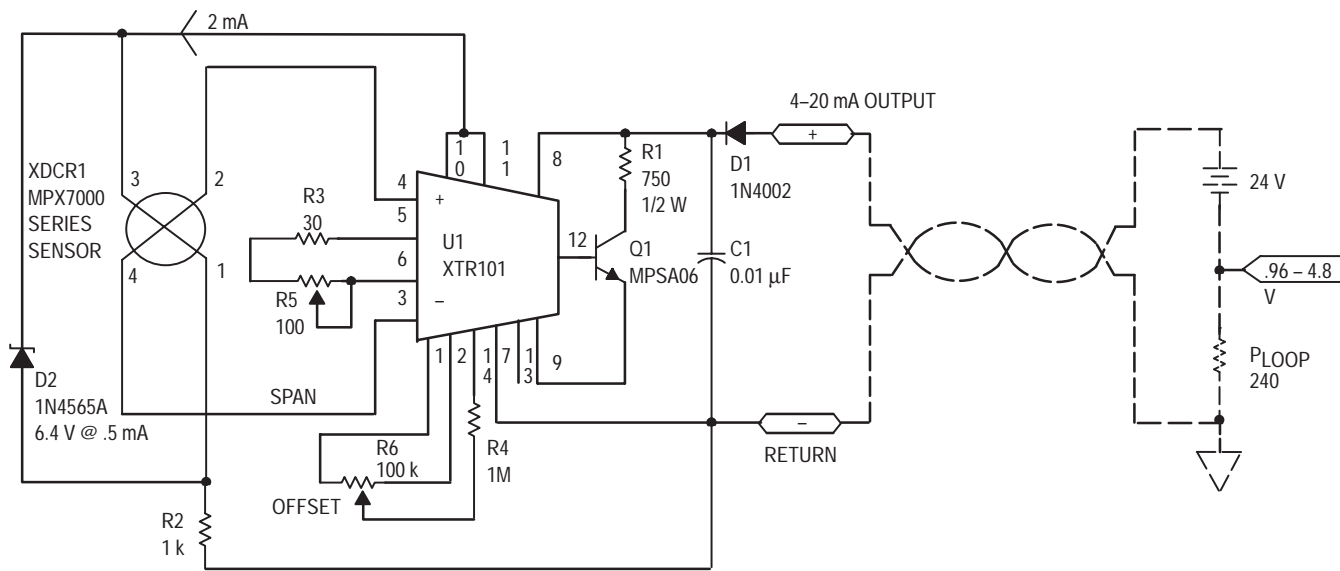 2 mA
4–20 mA OUTPUT
+
XDCR1
MPX7000
SERIES
SENSOR
3
2
4
1
R3
30
R5
100
4
5
6
3
+
–
U1
XTR101
1
0
1
1
8
12
R1
750
1/2 W
Q1
MPSA06
D1
1N4002
C1
0.01 µF
24 V
.96 – 4.8
V
PLOOP
240
D2
1N4565A
6.4 V @ .5 mA
SPAN
1
2
1
4
7
1
3
9
R6
100 k
R4
1M
OFFSET
–
RETURN
R2
1 k